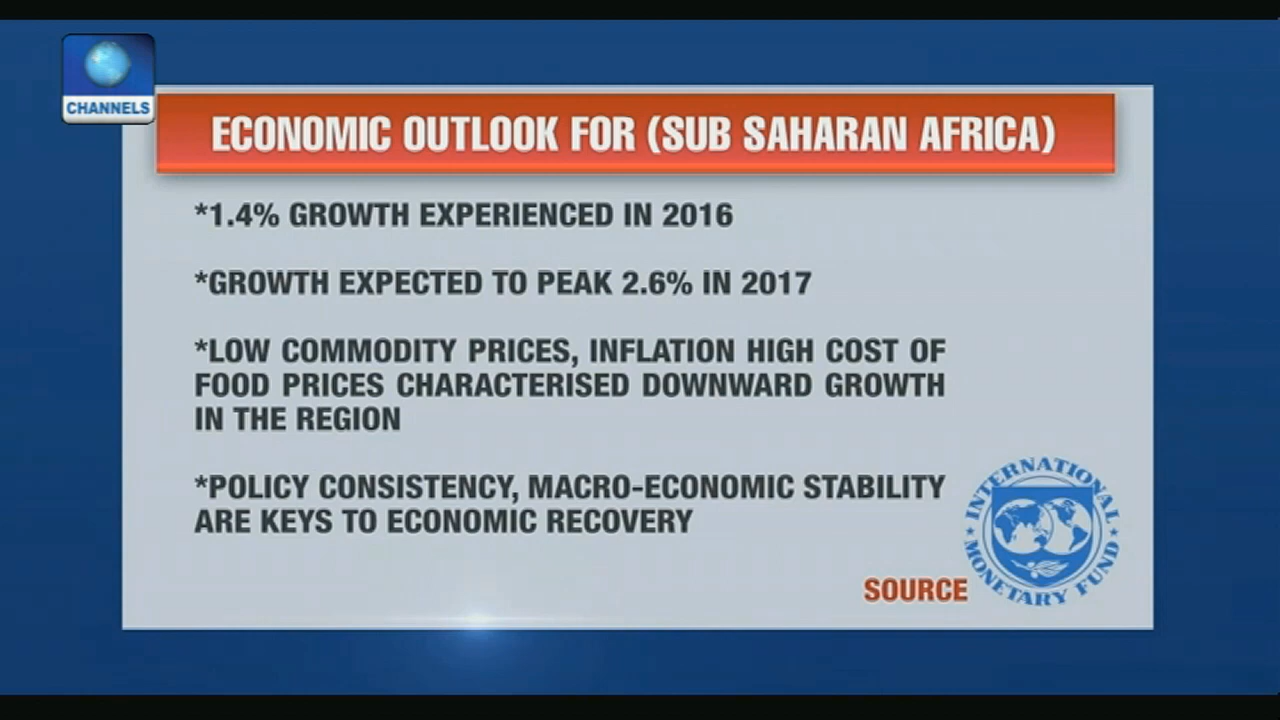 CHANNELS
ECONOMIC OUTLOOK FOR (SUB SAHARAN AFRICA)
*1.4% GROWTH EXPERIENCED IN 2016
*GROWTH EXPECTED TO PEAK 2.6% IN 2017
*LOW COMMODITY PRICES, INFLATION HIGH COST OF
FOOD PRICES CHARACTERISED DOWNWARD GROWTH
IN THE REGION
*POLICY CONSISTENCY, MACRO-ECONOMIC STABILITY
ARE KEYS TO ECONOMIC RECOVERY
SOURCE
INTERNATIONAL
MONETARY FUND